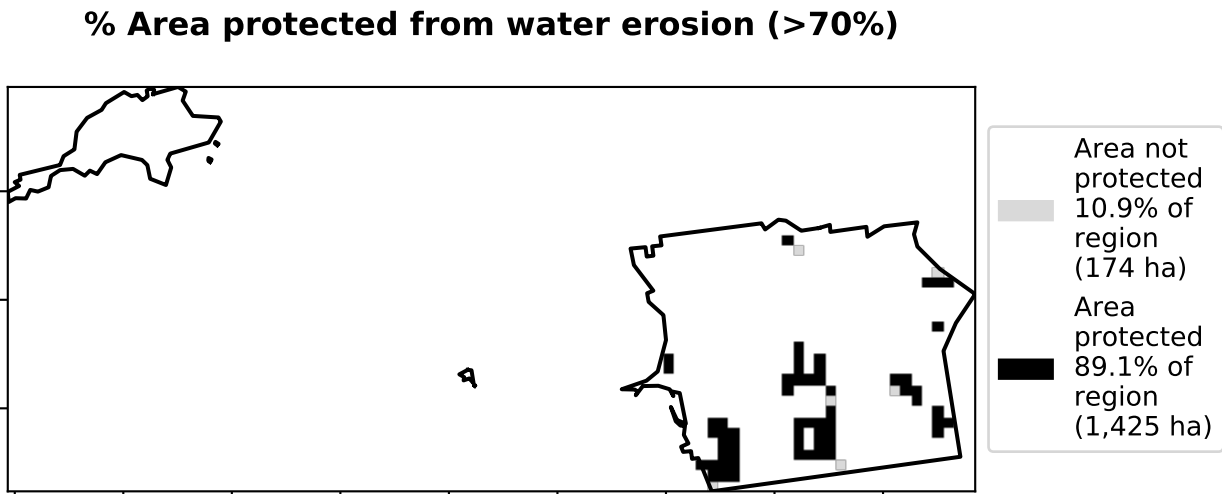 % Area protected from water erosion (>70%)
Area not
protected
10.9% of
region
(174 ha)
Area
protected
89.1% of
region
(1,425 ha)